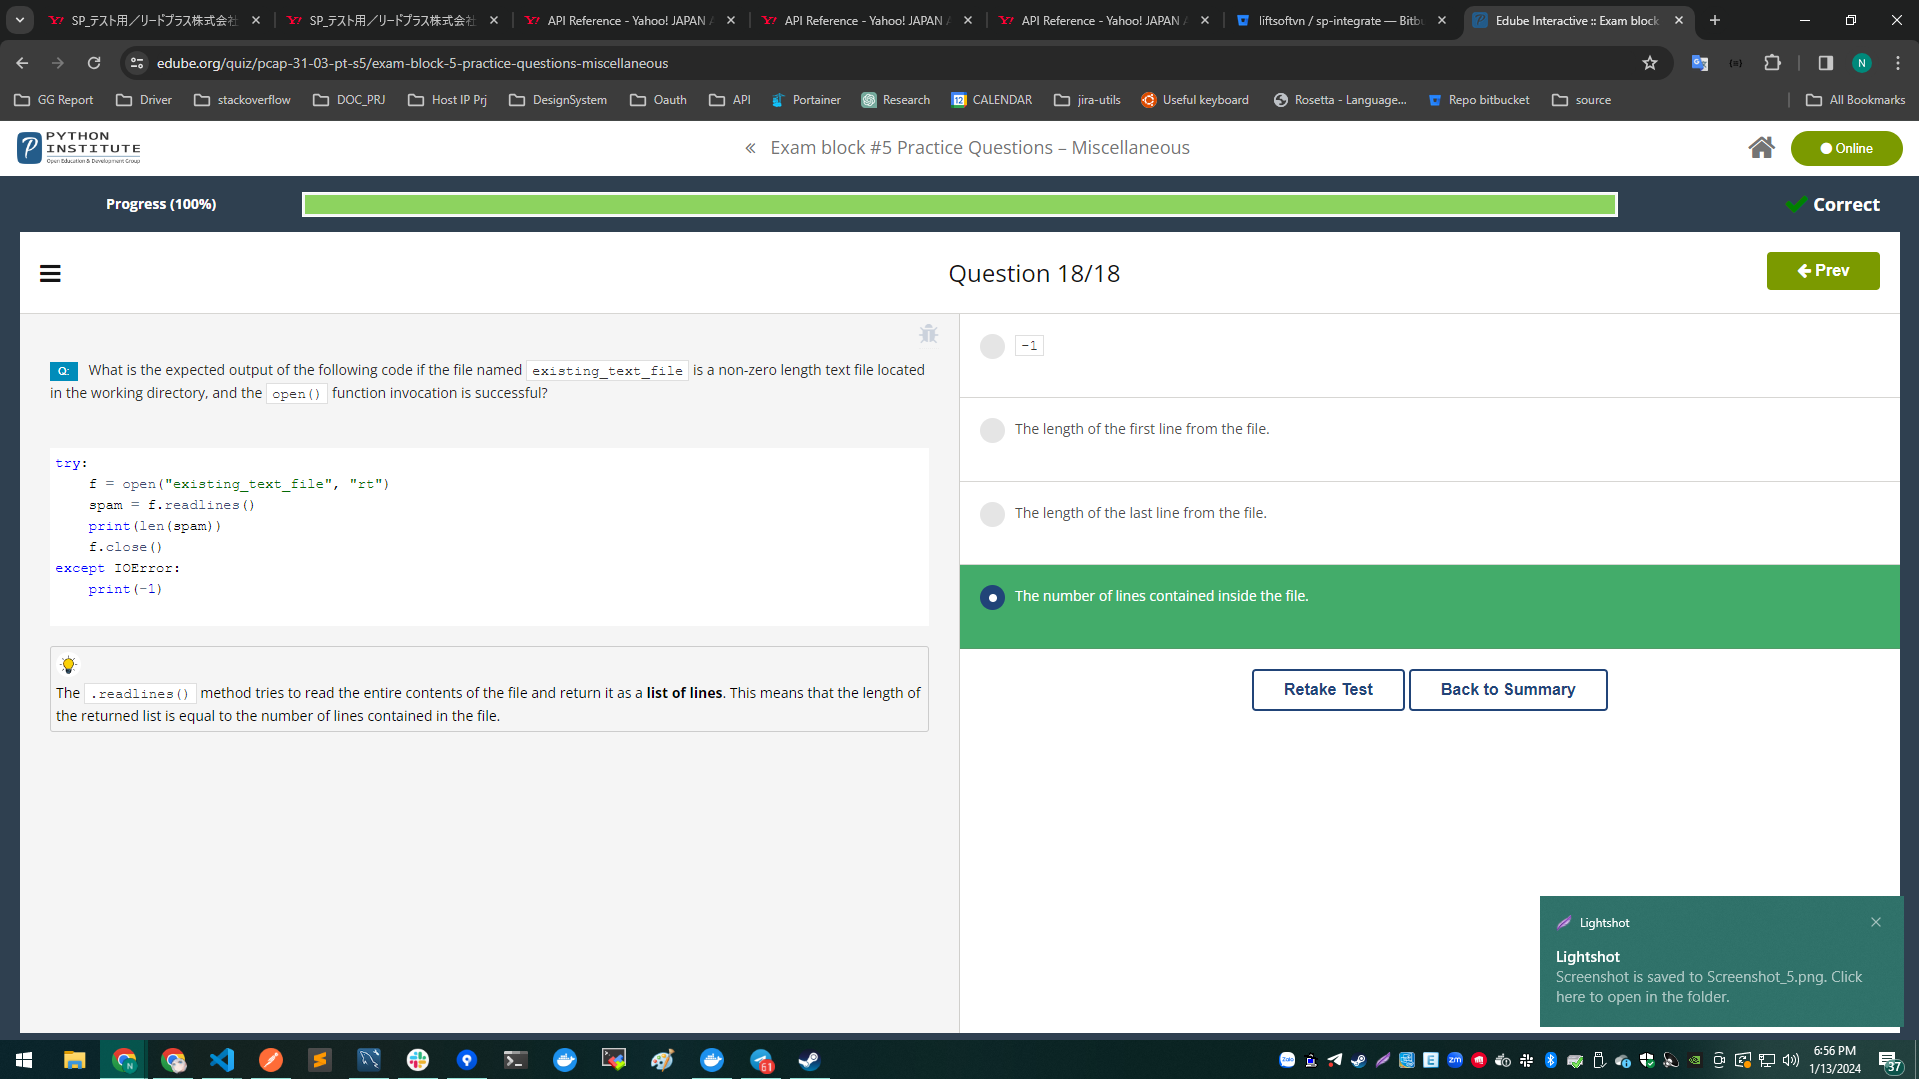 SP_テスト用／リードプラス株式会社
SP_テスト用／リードプラス株式会社
API Reference - Yahoo! JAPAN
API Reference - Yahoo! JAPAN
API Reference - Yahoo! JAPAN
liftsoftvn / sp-integrate — Bitbu
Edube Interactive :: Exam block
edube.org/quiz/pcap-31-03-pt-s5/exam-block-5-practice-questions-miscellaneous
N
GG Report
Driver
stackoverflow
DOC_PRJ
Host IP Prj
DesignSystem
Oauth
API
Portainer
Research
12 CALENDAR
jira-utils
Useful keyboard
Rosetta - Language...
Repo bitbucket
source
All Bookmarks
PYTHON
INSTITUTE
Open Education & Development Group
« Exam block #5 Practice Questions – Miscellaneous
Online
Progress (100%)
Correct
Question 18/18
Prev
Q: What is the expected output of the following code if the file named existing_text_file is a non-zero length text file located
in the working directory, and the open() function invocation is successful?
try:
    f = open("existing_text_file", "rt")
    spam = f.readlines()
    print(len(spam))
    f.close()
except IOError:
    print(-1)
The .readlines() method tries to read the entire contents of the file and return it as a list of lines. This means that the length of
the returned list is equal to the number of lines contained in the file.
-1
The length of the first line from the file.
The length of the last line from the file.
The number of lines contained inside the file.
Retake Test
Back to Summary
Lightshot
Lightshot
Screenshot is saved to Screenshot_5.png. Click
here to open in the folder.
61
Zalo
zm
6:56 PM
1/13/2024
37